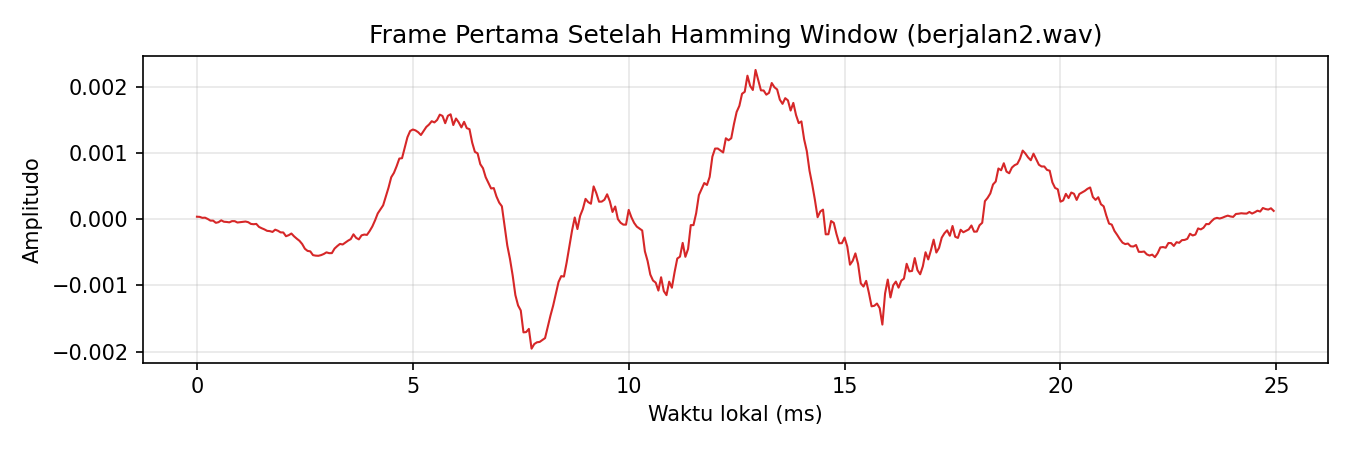 Frame Pertama Setelah Hamming Window (berjalan2.wav)
0.002
0.001
0.000
−0.001
−0.002
Amplitudo
0 5 10 15 20 25
Waktu lokal (ms)